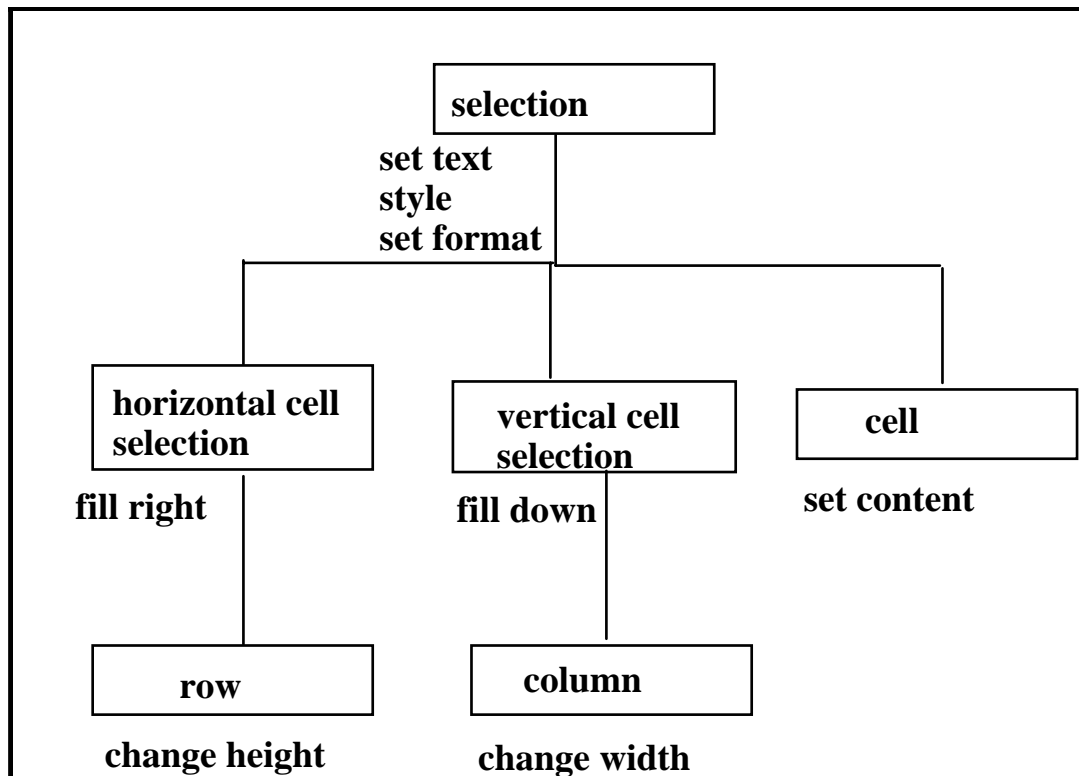 selection
set text
style
set format
horizontal cell
selection
vertical cell
selection
cell
fill right
fill down
set content
row
column
change height
change width